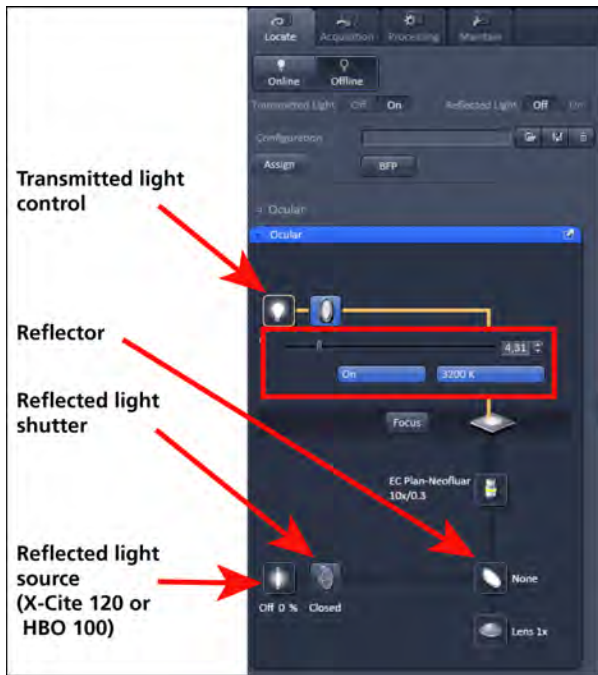 Locate Acquisition Processing Maintain
Online Offline
Transmitted Light Off On Reflected Light Off On
Configuration
Assign BFP
Ocular
Ocular
Transmitted light
control
4,31
On 3200 K
Reflector
Reflected light
shutter
Focus
EC Plan-Neofluar
10x/0.3
Reflected light
source
(X-Cite 120 or
HBO 100)
None
Off 0 % Closed
Lens 1x